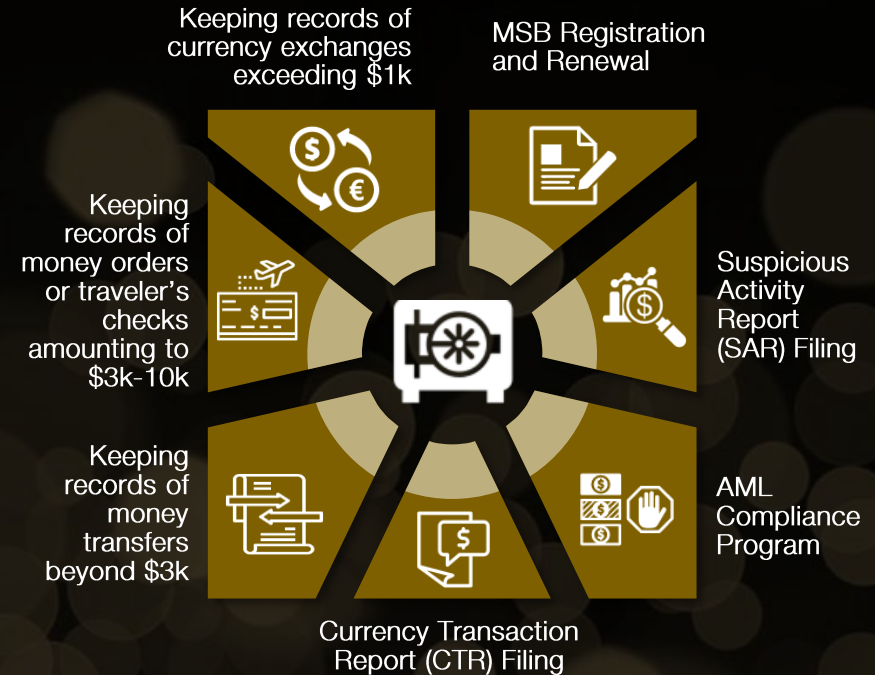 Keeping records of
currency exchanges
exceeding $1k
MSB Registration
and Renewal
Keeping
records of
money orders
or traveler's
checks
amounting to
$3k-10k
Suspicious
Activity
Report
(SAR) Filing
Keeping
records of
money
transfers
beyond $3k
AML
Compliance
Program
Currency Transaction
Report (CTR) Filing